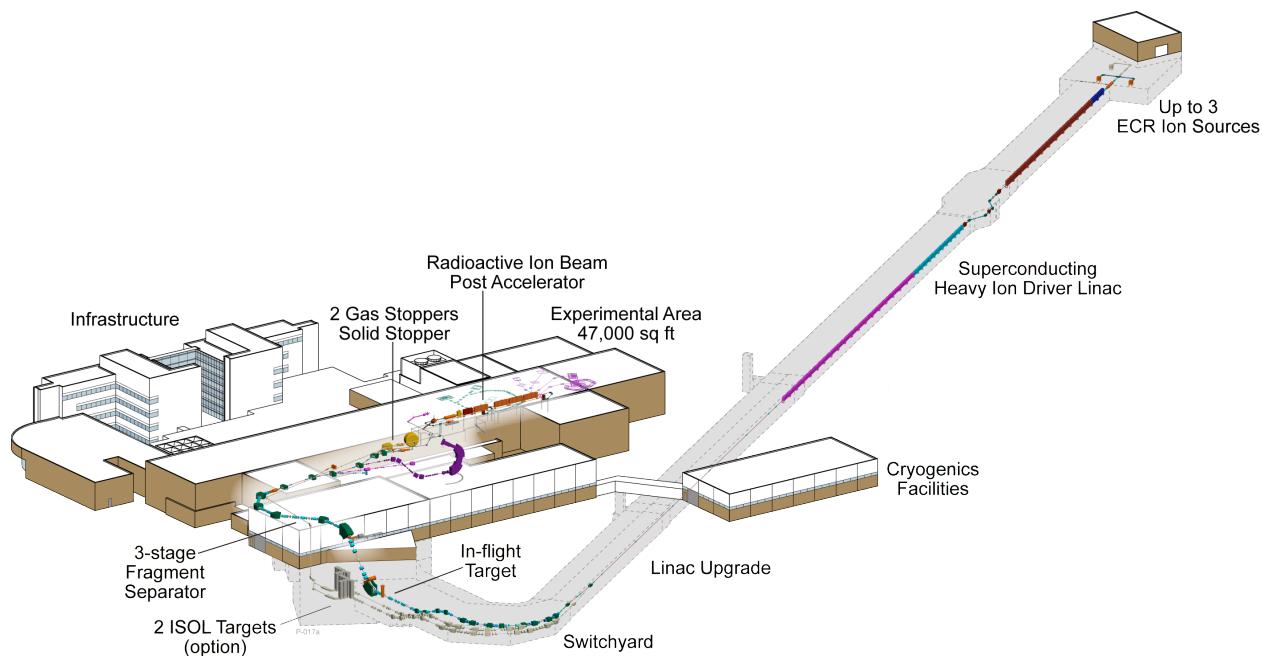 Up to 3
ECR Ion Sources
Superconducting
Heavy Ion Driver Linac
Radioactive Ion Beam
Post Accelerator
2 Gas Stoppers
Solid Stopper
Experimental Area
47,000 sq ft
Infrastructure
Cryogenics
Facilities
3-stage
Fragment
Separator
In-flight
Target
Linac Upgrade
2 ISOL Targets
(option)
P-017a
Switchyard